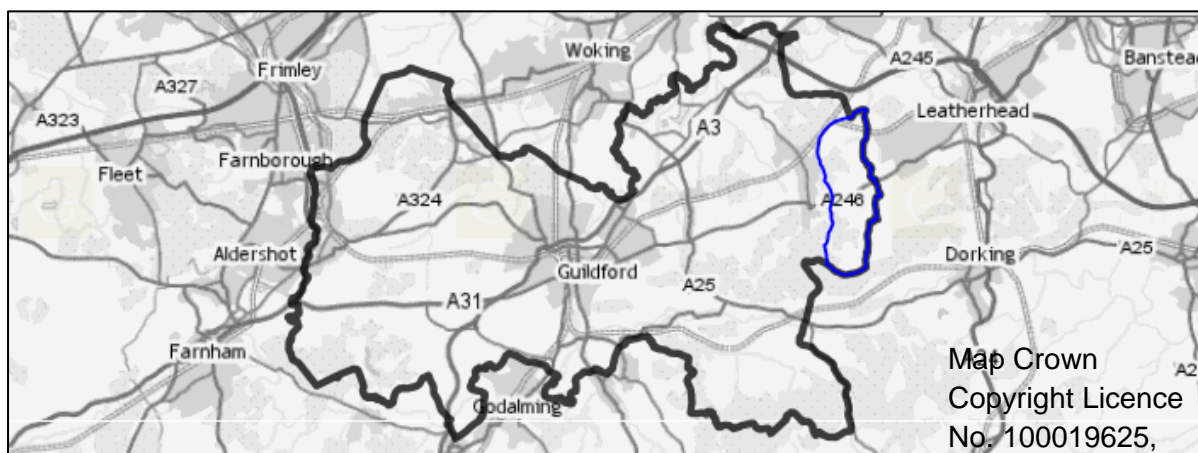 Woking
A245
Banstead
Frimley
A327
Leatherhead
A323
A3
Farnborough
Fleet
A324
A246
Aldershot
Dorking
A25
Guildford
A25
A31
Farnham
Map Crown
Copyright Licence
No. 100019625,
Godalming